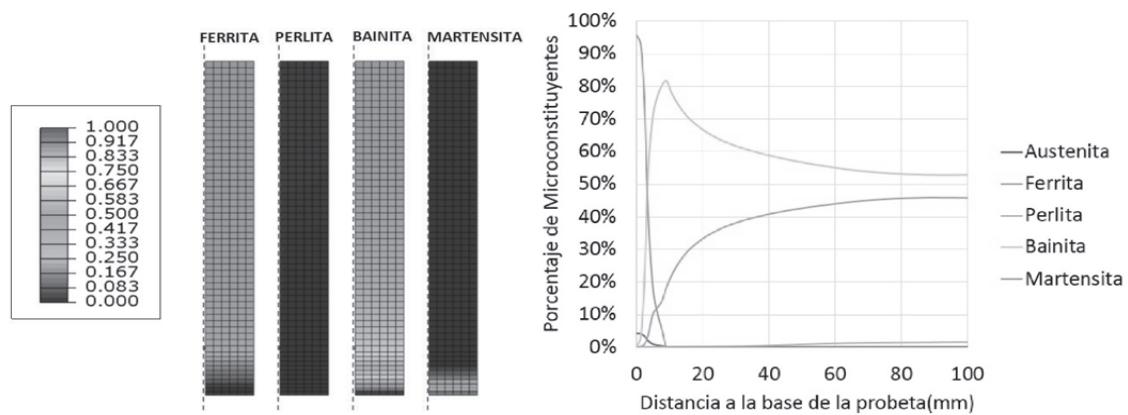 FERRITA PERLITA BAINITA MARTENSITA
1.000
0.917
0.833
0.750
0.667
0.583
0.500
0.417
0.333
0.250
0.167
0.083
0.000
Porcentaje de Microconstituyentes
100%
90%
80%
70%
60%
50%
40%
30%
20%
10%
0%
0 20 40 60 80 100
Distancia a la base de la probeta(mm)
Austenita
Ferrita
Perlita
Bainita
Martensita